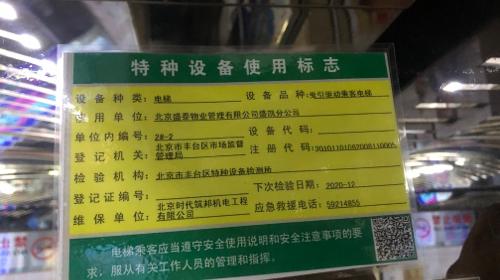 特种设备使用标志
设备种类: 电梯 设备品种: 曳引驱动乘客电梯
使用单位: 北京盛泰物业管理有限公司 分公司
单位内编号: 2#-2 设备代码:
登记机关: 北京市丰台区市场监督管理局 注册代码:
检验机构: 北京市丰台区特种设备检测所
登记证编号: 下次检验日期: 2020-12
维保单位: 北京时代筑邦机电工程有限公司 应急救援电话: 59214855
电梯乘客应当遵守安全使用说明和安全注意事项的要
求，服从有关工作人员的管理和指挥。